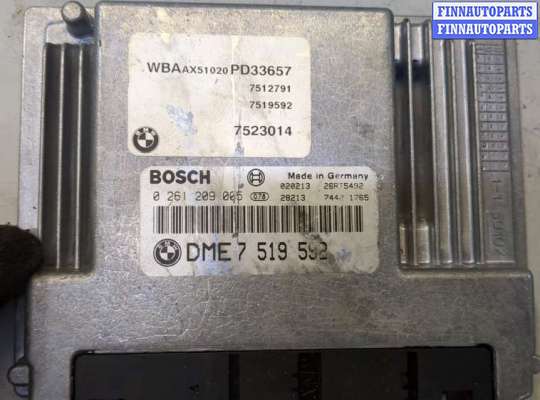 FINNAUTOPARTS
FINNAUTOPARTS
FINNAUTOPARTS
WBAAX51020PD33657
7512791
7519592
7523014
BOSCH
Made in Germany
0 261 209 005
020213
28213
DME 7 519 592